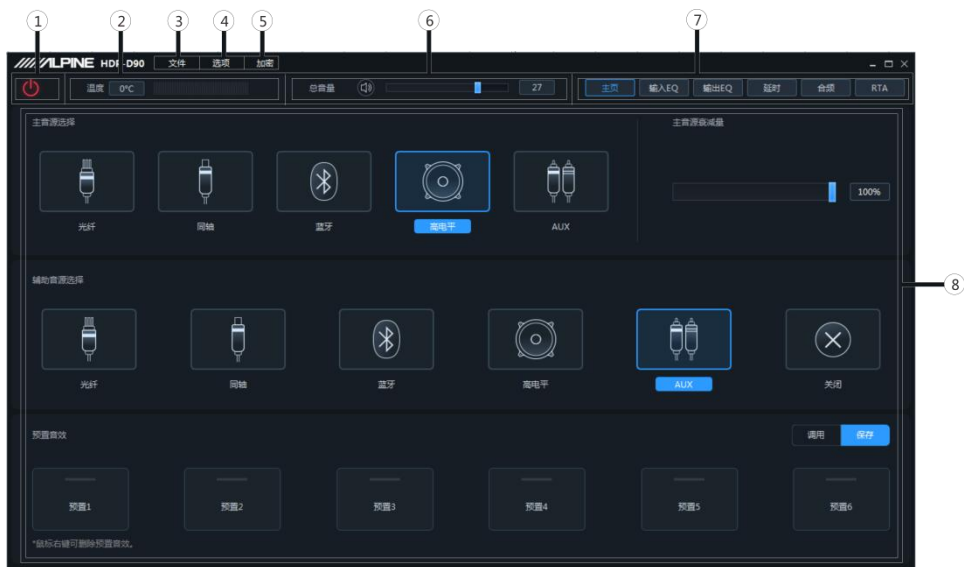 1 2 3 4 5 6 7
ALPINE HDP-D90 文件 选项 加密
温度 0°C 总音量 27 主页 输入EQ 输出EQ 延时 合频 RTA
主音源选择 主音源衰减量
100%
光纤 同轴 蓝牙 高电平 AUX
辅助音源选择
8
光纤 同轴 蓝牙 高电平 AUX 关闭
预置音效 调用 保存
预置1 预置2 预置3 预置4 预置5 预置6
*鼠标右键可删除预置音效。